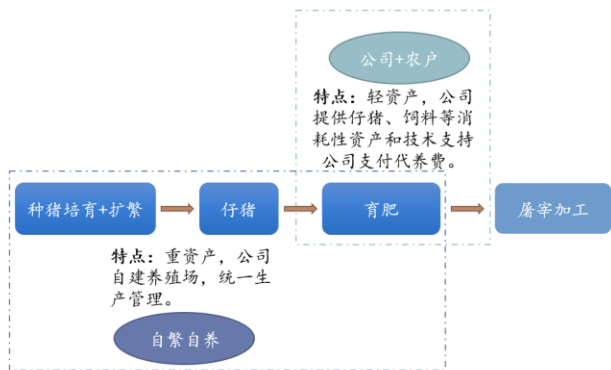 公司+农户
特点：轻资产，公司
提供仔猪、饲料等消
耗性资产和技术支持
公司支付代养费。
种猪培育+扩繁
仔猪
育肥
屠宰加工
特点：重资产，公司
自建养殖场，统一生
产管理。
自繁自养